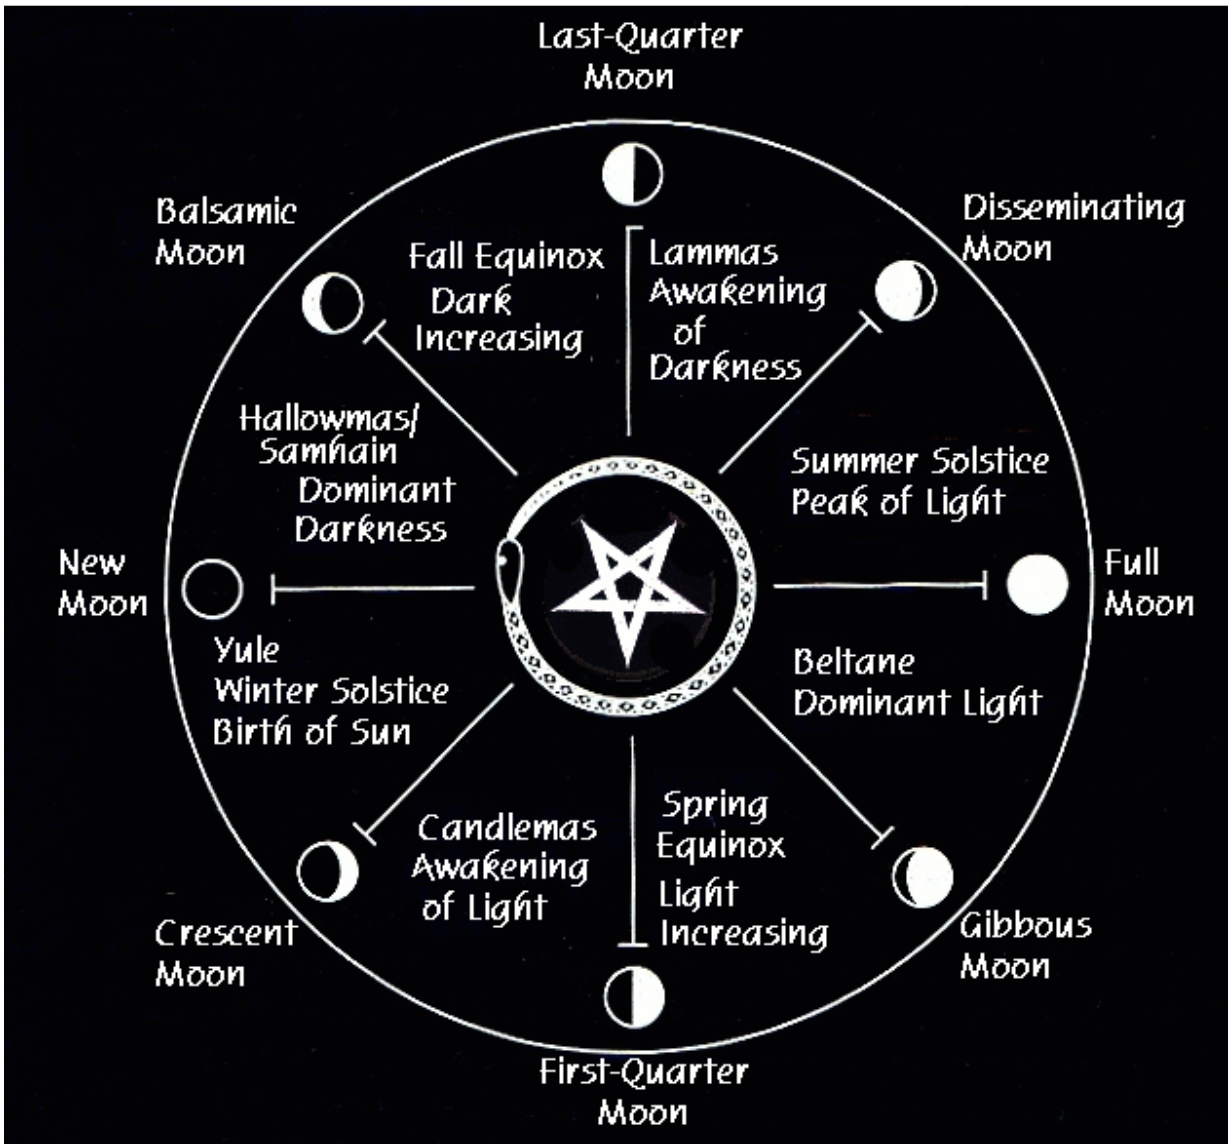 Last-Quarter
Moon
Balsamic
Moon
Disseminating
Moon
Fall Equinox
Dark
Increasing
Lammas
Awakening
of
Darkness
Hallowmas/
Samhain
Dominant
Darkness
Summer Solstice
Peak of Light
New
Moon
Full
Moon
Yule
Winter Solstice
Birth of Sun
Beltane
Dominant Light
Candlemas
Awakening
of Light
Spring
Equinox
Light
Increasing
Crescent
Moon
Gibbous
Moon
First-Quarter
Moon